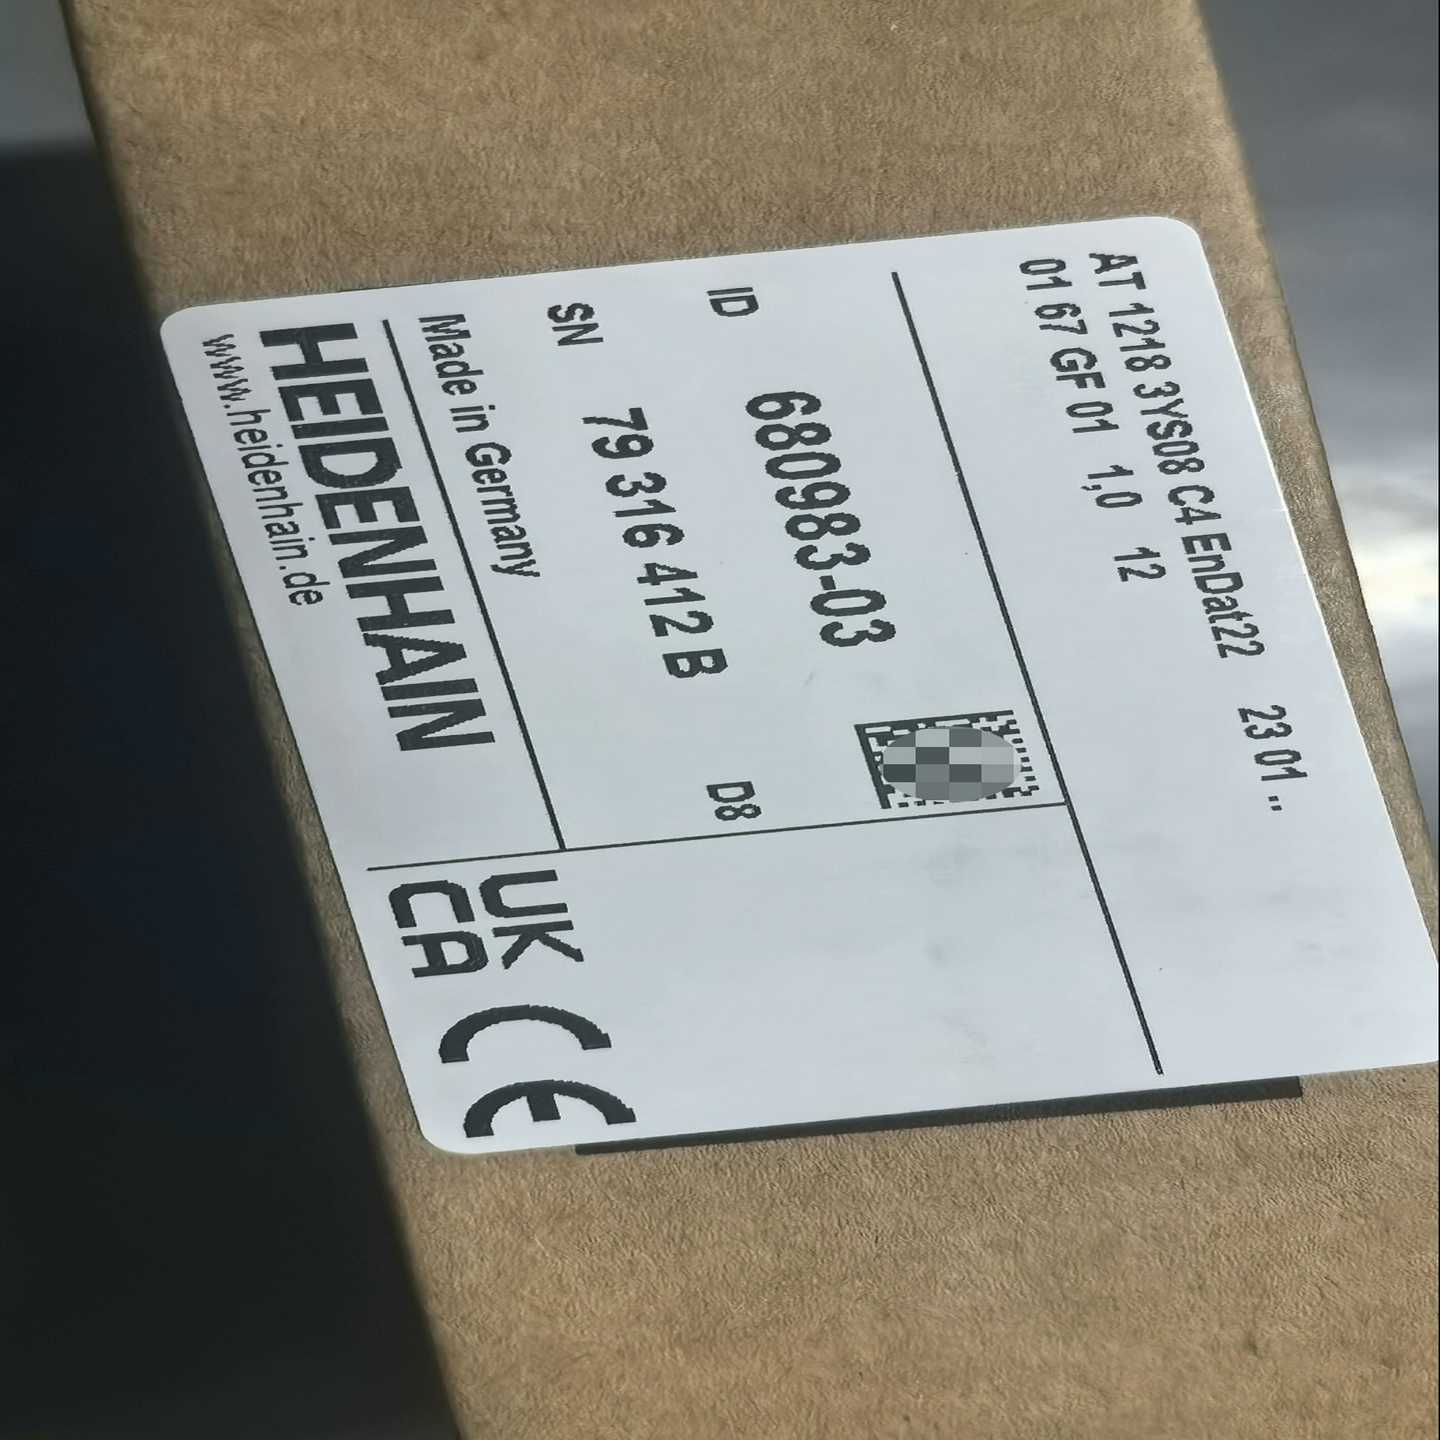 AT 1218 3YS08 C4 EnDat22 23 01 ..
01 67 GF 01 1,0 12
ID 680983-03
SN 79 316 412 B D8
Made in Germany
HEIDENHAIN
www.heidenhain.de
UK
CA
CE